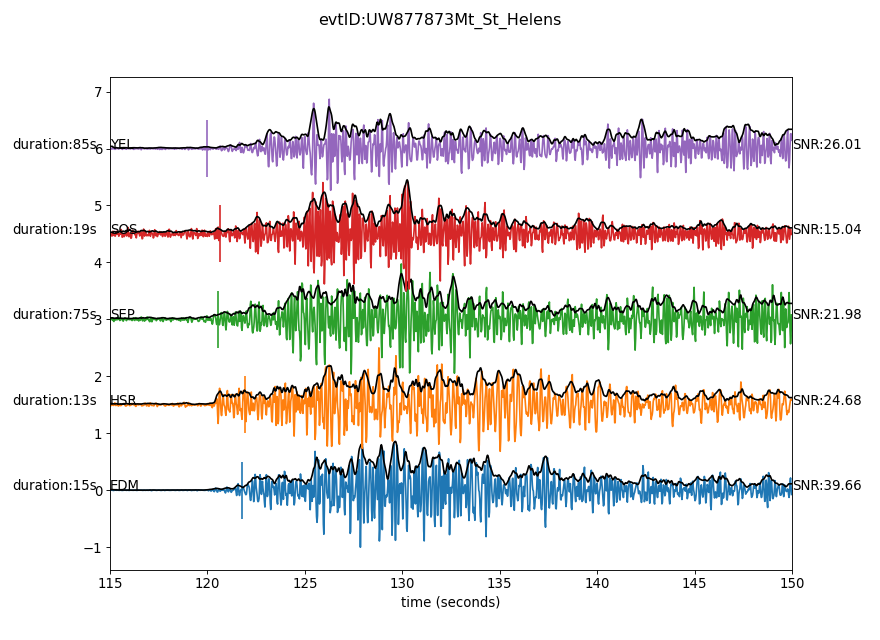 evtID:UW877873Mt_St_Helens
7
duration:85s YEL SNR:26.01
6
5
duration:19s SOS SNR:15.04
4
duration:75s SEP SNR:21.98
3
2
duration:13s HSR SNR:24.68
1
duration:15s EDM SNR:39.66
0
−1
115 120 125 130 135 140 145 150
time (seconds)